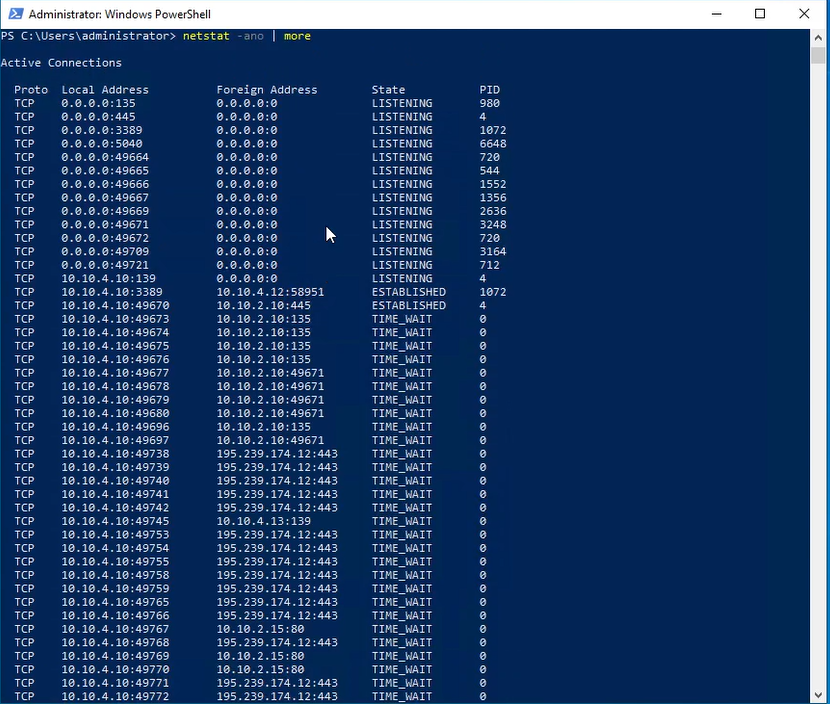 Administrator: Windows PowerShell
PS C:\Users\administrator> netstat -ano | more
Active Connections
Proto Local Address Foreign Address State PID
TCP 0.0.0.0:135 0.0.0.0:0 LISTENING 980
TCP 0.0.0.0:445 0.0.0.0:0 LISTENING 4
TCP 0.0.0.0:3389 0.0.0.0:0 LISTENING 1072
TCP 0.0.0.0:5040 0.0.0.0:0 LISTENING 6648
TCP 0.0.0.0:49664 0.0.0.0:0 LISTENING 720
TCP 0.0.0.0:49665 0.0.0.0:0 LISTENING 544
TCP 0.0.0.0:49666 0.0.0.0:0 LISTENING 1552
TCP 0.0.0.0:49667 0.0.0.0:0 LISTENING 1356
TCP 0.0.0.0:49669 0.0.0.0:0 LISTENING 2636
TCP 0.0.0.0:49671 0.0.0.0:0 LISTENING 3248
TCP 0.0.0.0:49672 0.0.0.0:0 LISTENING 720
TCP 0.0.0.0:49709 0.0.0.0:0 LISTENING 3164
TCP 0.0.0.0:49721 0.0.0.0:0 LISTENING 712
TCP 10.10.4.10:139 0.0.0.0:0 LISTENING 4
TCP 10.10.4.10:3389 10.10.4.12:58951 ESTABLISHED 1072
TCP 10.10.4.10:49670 10.10.2.10:445 ESTABLISHED 4
TCP 10.10.4.10:49673 10.10.2.10:135 TIME_WAIT 0
TCP 10.10.4.10:49674 10.10.2.10:135 TIME_WAIT 0
TCP 10.10.4.10:49675 10.10.2.10:135 TIME_WAIT 0
TCP 10.10.4.10:49676 10.10.2.10:135 TIME_WAIT 0
TCP 10.10.4.10:49677 10.10.2.10:49671 TIME_WAIT 0
TCP 10.10.4.10:49678 10.10.2.10:49671 TIME_WAIT 0
TCP 10.10.4.10:49679 10.10.2.10:49671 TIME_WAIT 0
TCP 10.10.4.10:49680 10.10.2.10:49671 TIME_WAIT 0
TCP 10.10.4.10:49696 10.10.2.10:135 TIME_WAIT 0
TCP 10.10.4.10:49697 10.10.2.10:49671 TIME_WAIT 0
TCP 10.10.4.10:49738 195.239.174.12:443 TIME_WAIT 0
TCP 10.10.4.10:49739 195.239.174.12:443 TIME_WAIT 0
TCP 10.10.4.10:49740 195.239.174.12:443 TIME_WAIT 0
TCP 10.10.4.10:49741 195.239.174.12:443 TIME_WAIT 0
TCP 10.10.4.10:49742 195.239.174.12:443 TIME_WAIT 0
TCP 10.10.4.10:49745 10.10.4.13:139 TIME_WAIT 0
TCP 10.10.4.10:49753 195.239.174.12:443 TIME_WAIT 0
TCP 10.10.4.10:49754 195.239.174.12:443 TIME_WAIT 0
TCP 10.10.4.10:49755 195.239.174.12:443 TIME_WAIT 0
TCP 10.10.4.10:49758 195.239.174.12:443 TIME_WAIT 0
TCP 10.10.4.10:49759 195.239.174.12:443 TIME_WAIT 0
TCP 10.10.4.10:49765 195.239.174.12:443 TIME_WAIT 0
TCP 10.10.4.10:49766 195.239.174.12:443 TIME_WAIT 0
TCP 10.10.4.10:49767 10.10.2.15:80 TIME_WAIT 0
TCP 10.10.4.10:49768 195.239.174.12:443 TIME_WAIT 0
TCP 10.10.4.10:49769 10.10.2.15:80 TIME_WAIT 0
TCP 10.10.4.10:49770 10.10.2.15:80 TIME_WAIT 0
TCP 10.10.4.10:49771 195.239.174.12:443 TIME_WAIT 0
TCP 10.10.4.10:49772 195.239.174.12:443 TIME_WAIT 0